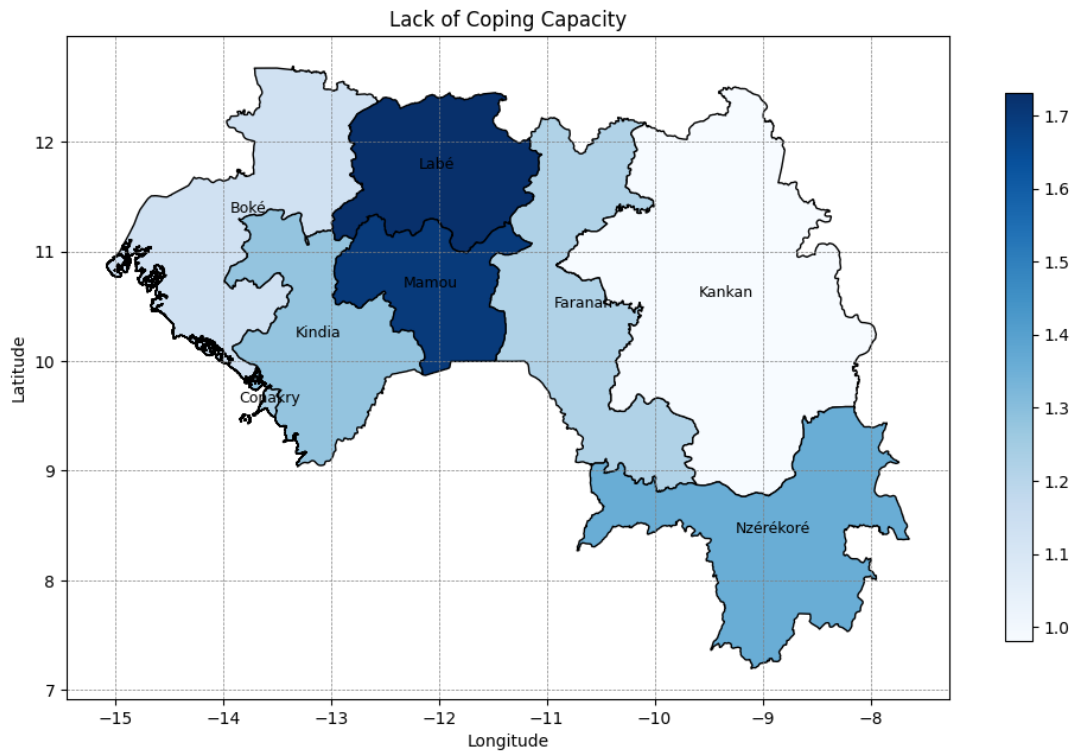 Lack of Coping Capacity
Latitude
12
11
10
9
8
7
Labé
Boké
Mamou
Kankan
Faranah
Kindia
Conakry
Nzérékoré
−15
−14
−13
−12
−11
−10
−9
−8
Longitude
1.7
1.6
1.5
1.4
1.3
1.2
1.1
1.0